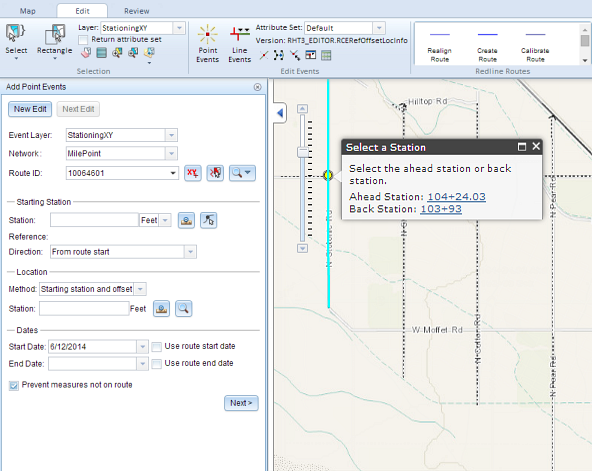 Map Edit Review
Layer: StationingXY
Return attribute set
Select
Rectangle
Selection
Point Events
Line Events
Attribute Set: Default
Version: RHT3_EDITOR.RCERefOffsetLocInfo
Edit Events
Realign Route
Create Route
Calibrate Route
Redline Routes
Add Point Events
New Edit Next Edit
Event Layer: StationingXY
Network: MilePoint
Route ID: 10064601
XY
Starting Station
Station: Feet
Reference:
Direction: From route start
Location
Method: Starting station and offset
Station: Feet
Dates
Start Date: 6/12/2014 Use route start date
End Date: Use route end date
Prevent measures not on route
Next >
Hilltop Rd
Select a Station
Select the ahead station or back station.
Ahead Station: 104+24.03
Back Station: 103+93
N Pear Rd
W Moffet Rd
N Pear Rd